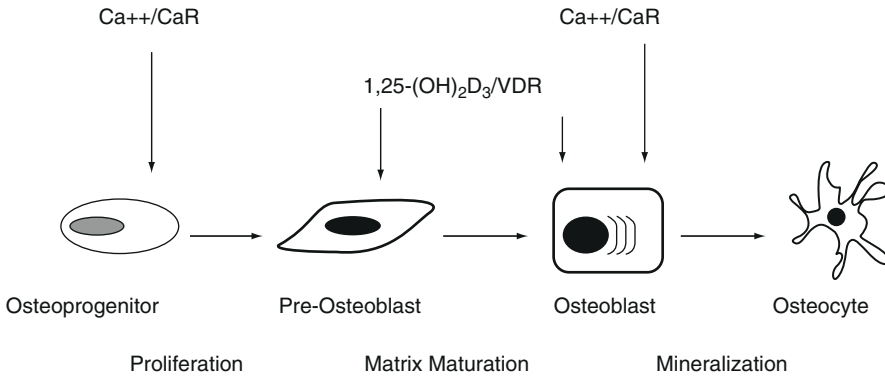 Ca++/CaR Ca++/CaR
1,25-(OH)₂D₃/VDR
Osteoprogenitor Pre-Osteoblast Osteoblast Osteocyte
Proliferation Matrix Maturation Mineralization